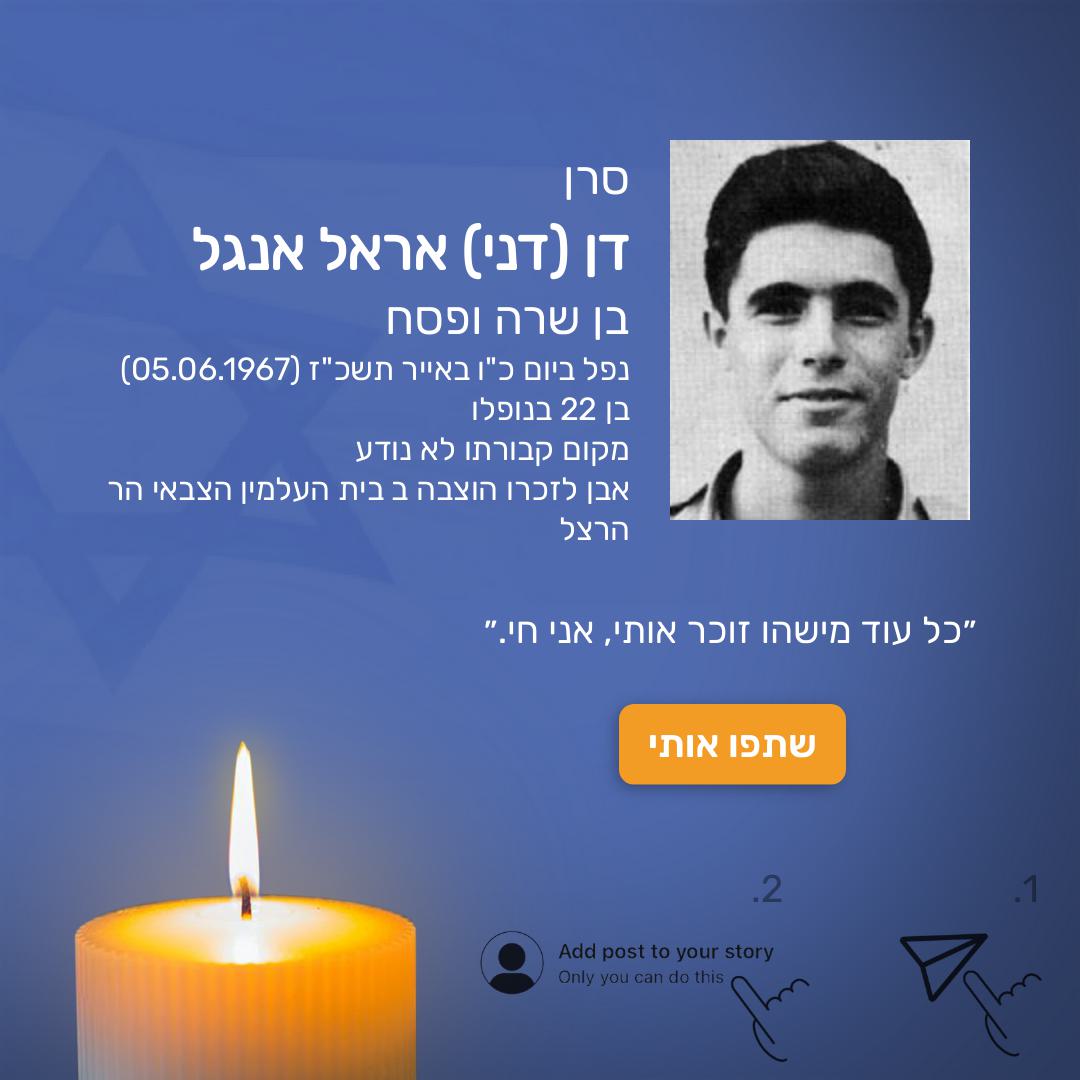 סרן
דן (דני) אראל אנגל
בן שרה ופסח
נפל ביום כ"ו באייר תשכ"ז (05.06.1967)
בן 22 בנופלו
מקום קבורתו לא נודע
אבן לזכרו הוצבה ב בית העלמין הצבאי הר
הרצל
״כל עוד מישהו זוכר אותי, אני חי.״
שתפו אותי
1.
2.
Add post to your story
Only you can do this